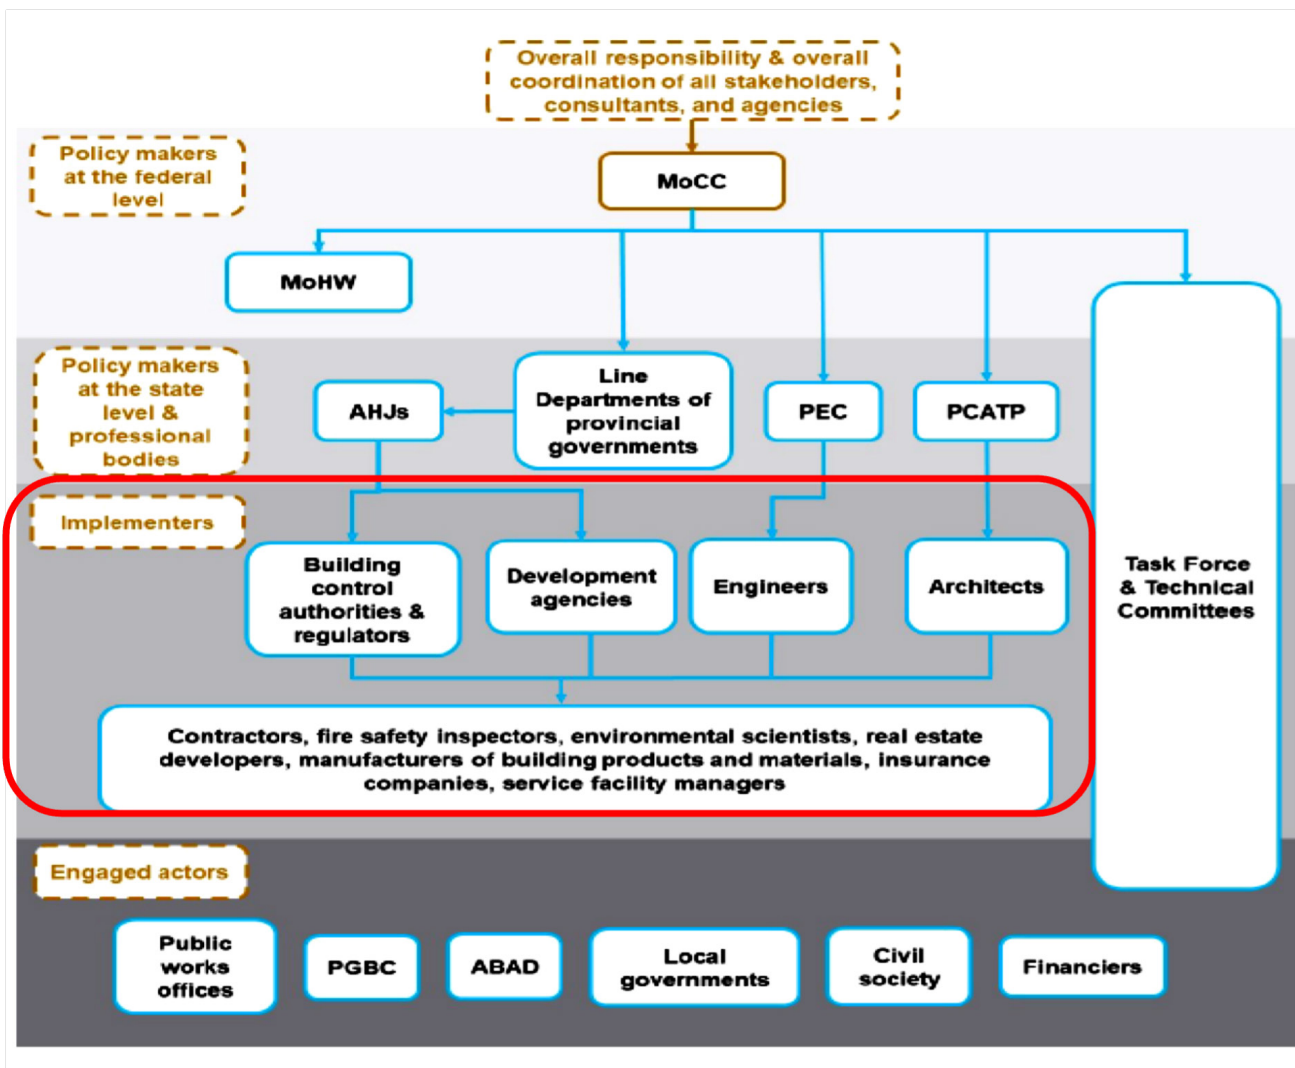 Overall responsibility & overall
coordination of all stakeholders,
consultants, and agencies
Policy makers
at the federal
level
MoCC
MoHW
Policy makers
at the state
level &
professional
bodies
AHJs
Line
Departments of
provincial
governments
PEC
PCATP
Implementers
Building
control
authorities &
regulators
Development
agencies
Engineers
Architects
Task Force
& Technical
Committees
Contractors, fire safety inspectors, environmental scientists, real estate
developers, manufacturers of building products and materials, insurance
companies, service facility managers
Engaged actors
Public
works
offices
PGBC
ABAD
Local
governments
Civil
society
Financiers